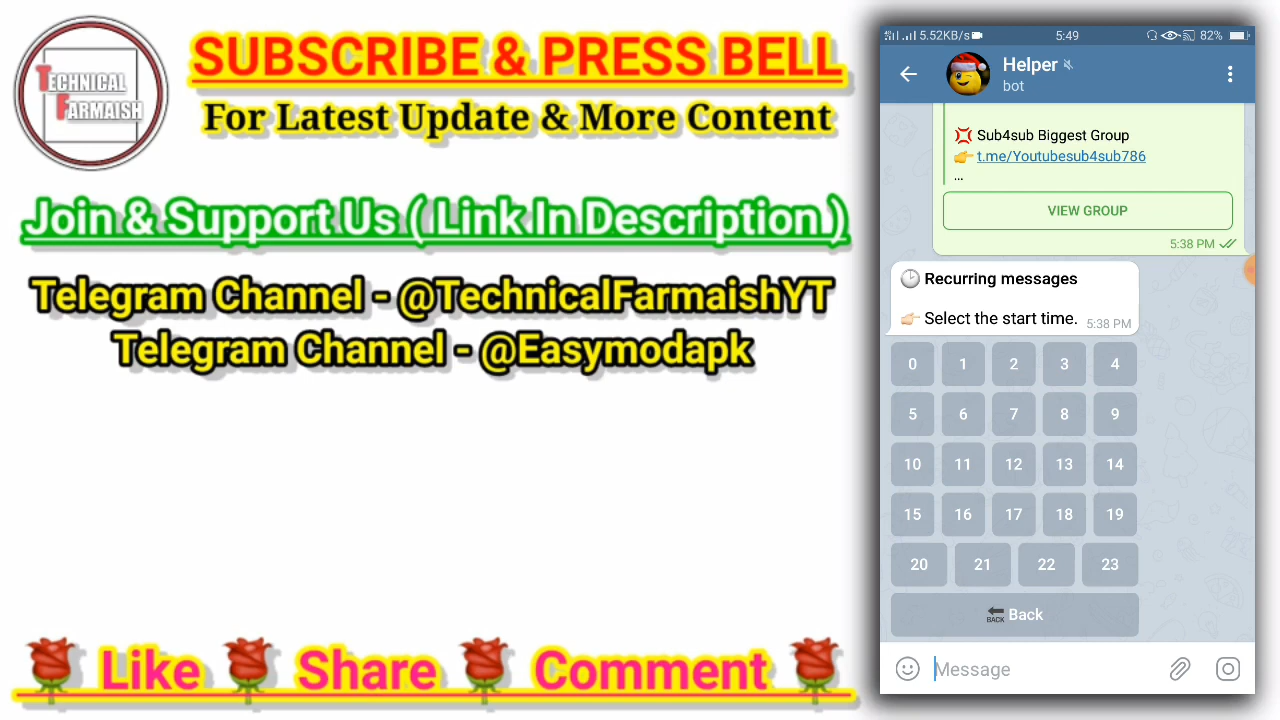 TECHNICAL
FARMAISH
SUBSCRIBE & PRESS BELL
For Latest Update & More Content
Join & Support Us ( Link In Description )
Telegram Channel - @TechnicalFarmaishYT
Telegram Channel - @Easymodapk
Like Share Comment
5.52KB/s 5:49 82%
Helper
bot
Sub4sub Biggest Group
t.me/Youtubesub4sub786
...
VIEW GROUP
5:38 PM
Recurring messages
Select the start time. 5:38 PM
0 1 2 3 4
5 6 7 8 9
10 11 12 13 14
15 16 17 18 19
20 21 22 23
BACK Back
Message